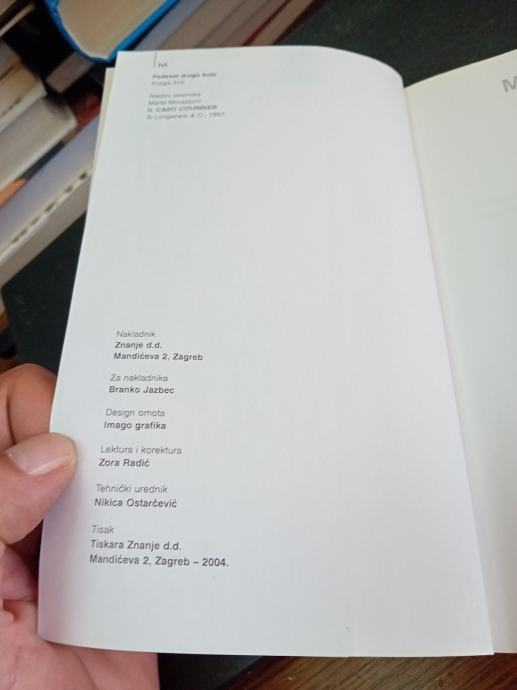 hit
Pedeset drugo kolo
Knjiga 312.
Naslov izvornika
Marta Morazzoni
IL CASO COURRIER
© Longanesi & C., 1997
Nakladnik
Znanje d.d.
Mandićeva 2, Zagreb
Za nakladnika
Branko Jazbec
Design omota
Imago grafika
Lektura i korektura
Zora Radić
Tehnički urednik
Nikica Ostarčević
Tisak
Tiskara Znanje d.d.
Mandićeva 2, Zagreb – 2004.
M